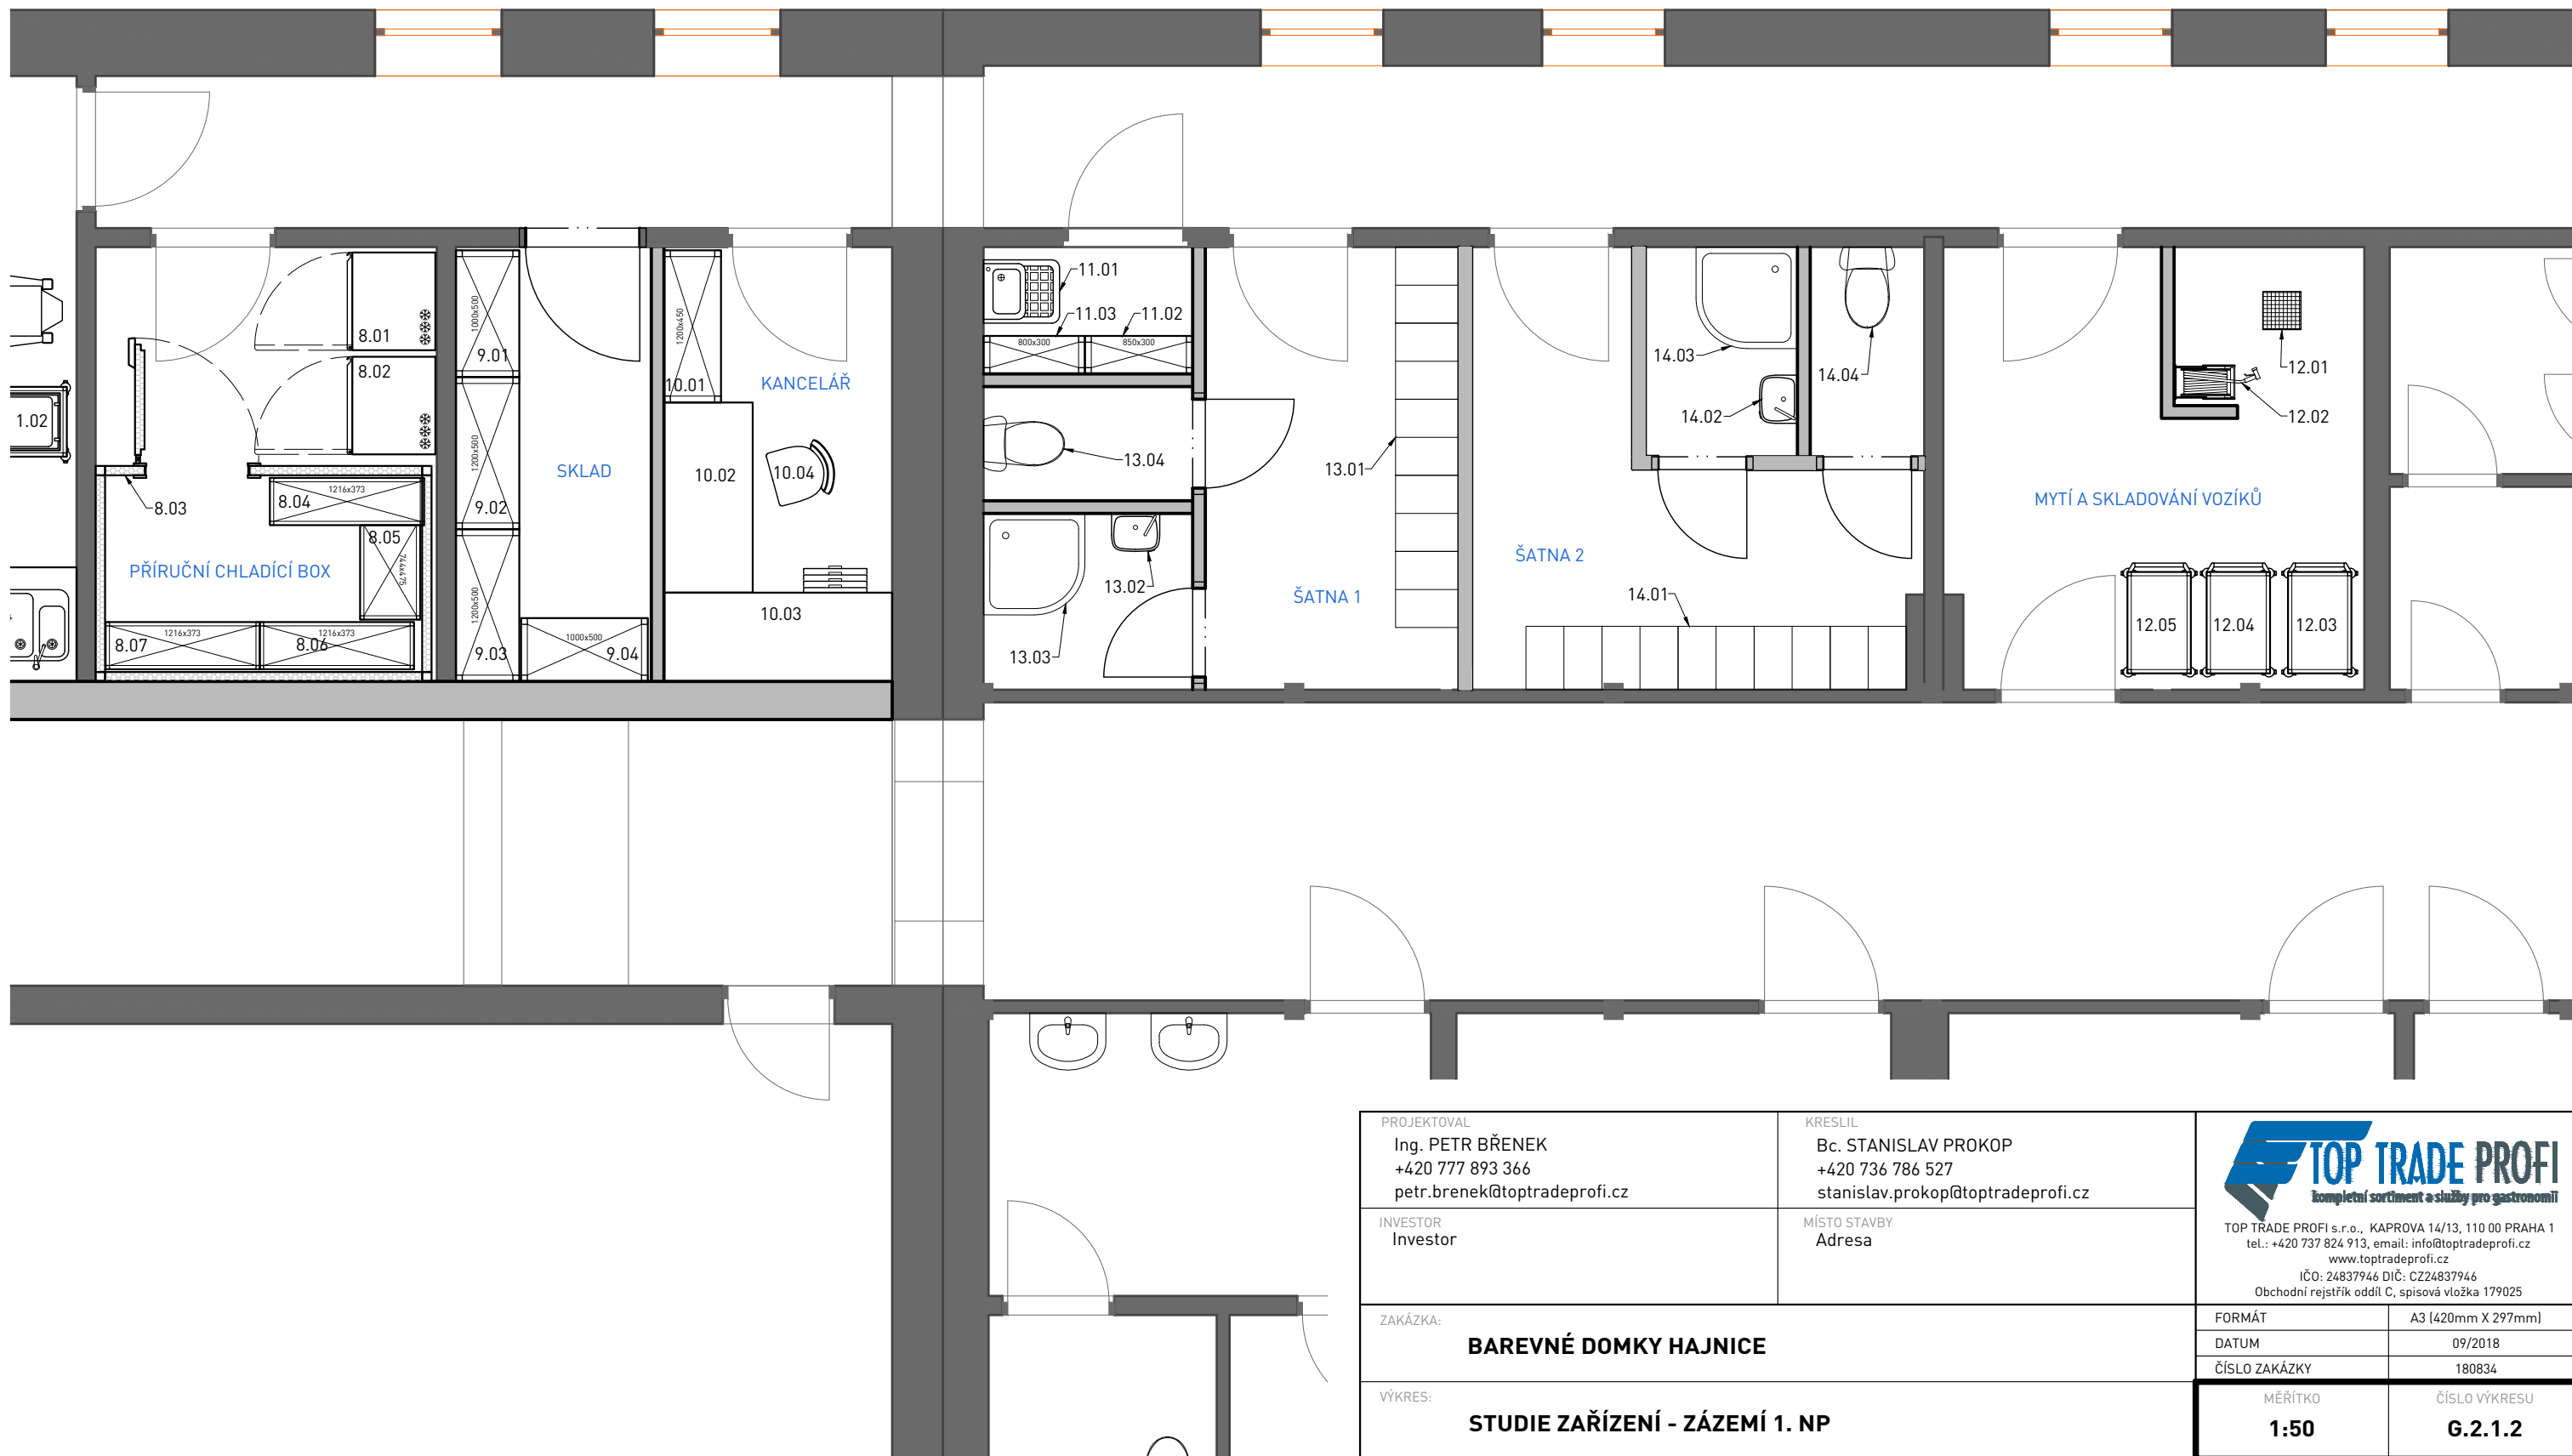 11.01
11.03
11.02
800x300
850x300
1000x500
1200x450
8.01
8.02
9.01
10.01
KANCELÁŘ
14.03
14.04
12.01
1.02
14.02
12.02
1200x500
SKLAD
10.02
10.04
13.04
13.01
1216x373
8.04
8.03
9.02
MYTÍ A SKLADOVÁNÍ VOZÍKŮ
8.05
744x475
PŘÍRUČNÍ CHLADÍCÍ BOX
ŠATNA 2
13.02
ŠATNA 1
14.01
1200x500
10.03
12.05
12.04
12.03
1216x373
1216x373
8.07
8.06
1000x500
9.03
9.04
13.03
PROJEKTOVAL
Ing. PETR BŘENEK
+420 777 893 366
petr.brenek@toptradeprofi.cz
KRESLIL
Bc. STANISLAV PROKOP
+420 736 786 527
stanislav.prokop@toptradeprofi.cz
INVESTOR
Investor
MÍSTO STAVBY
Adresa
TOP TRADE PROFI
kompletní sortiment a služby pro gastronomii
TOP TRADE PROFI s.r.o., KAPROVA 14/13, 110 00 PRAHA 1
tel.: +420 737 824 913, email: info@toptradeprofi.cz
www.toptradeprofi.cz
IČO: 24837946 DIČ: CZ24837946
Obchodní rejstřík oddíl C, spisová vložka 179025
ZAKÁZKA:
BAREVNÉ DOMKY HAJNICE
FORMÁT A3 (420mm X 297mm)
DATUM 09/2018
ČÍSLO ZAKÁZKY 180834
VÝKRES:
STUDIE ZAŘÍZENÍ - ZÁZEMÍ 1. NP
MĚŘÍTKO
1:50
ČÍSLO VÝKRESU
G.2.1.2